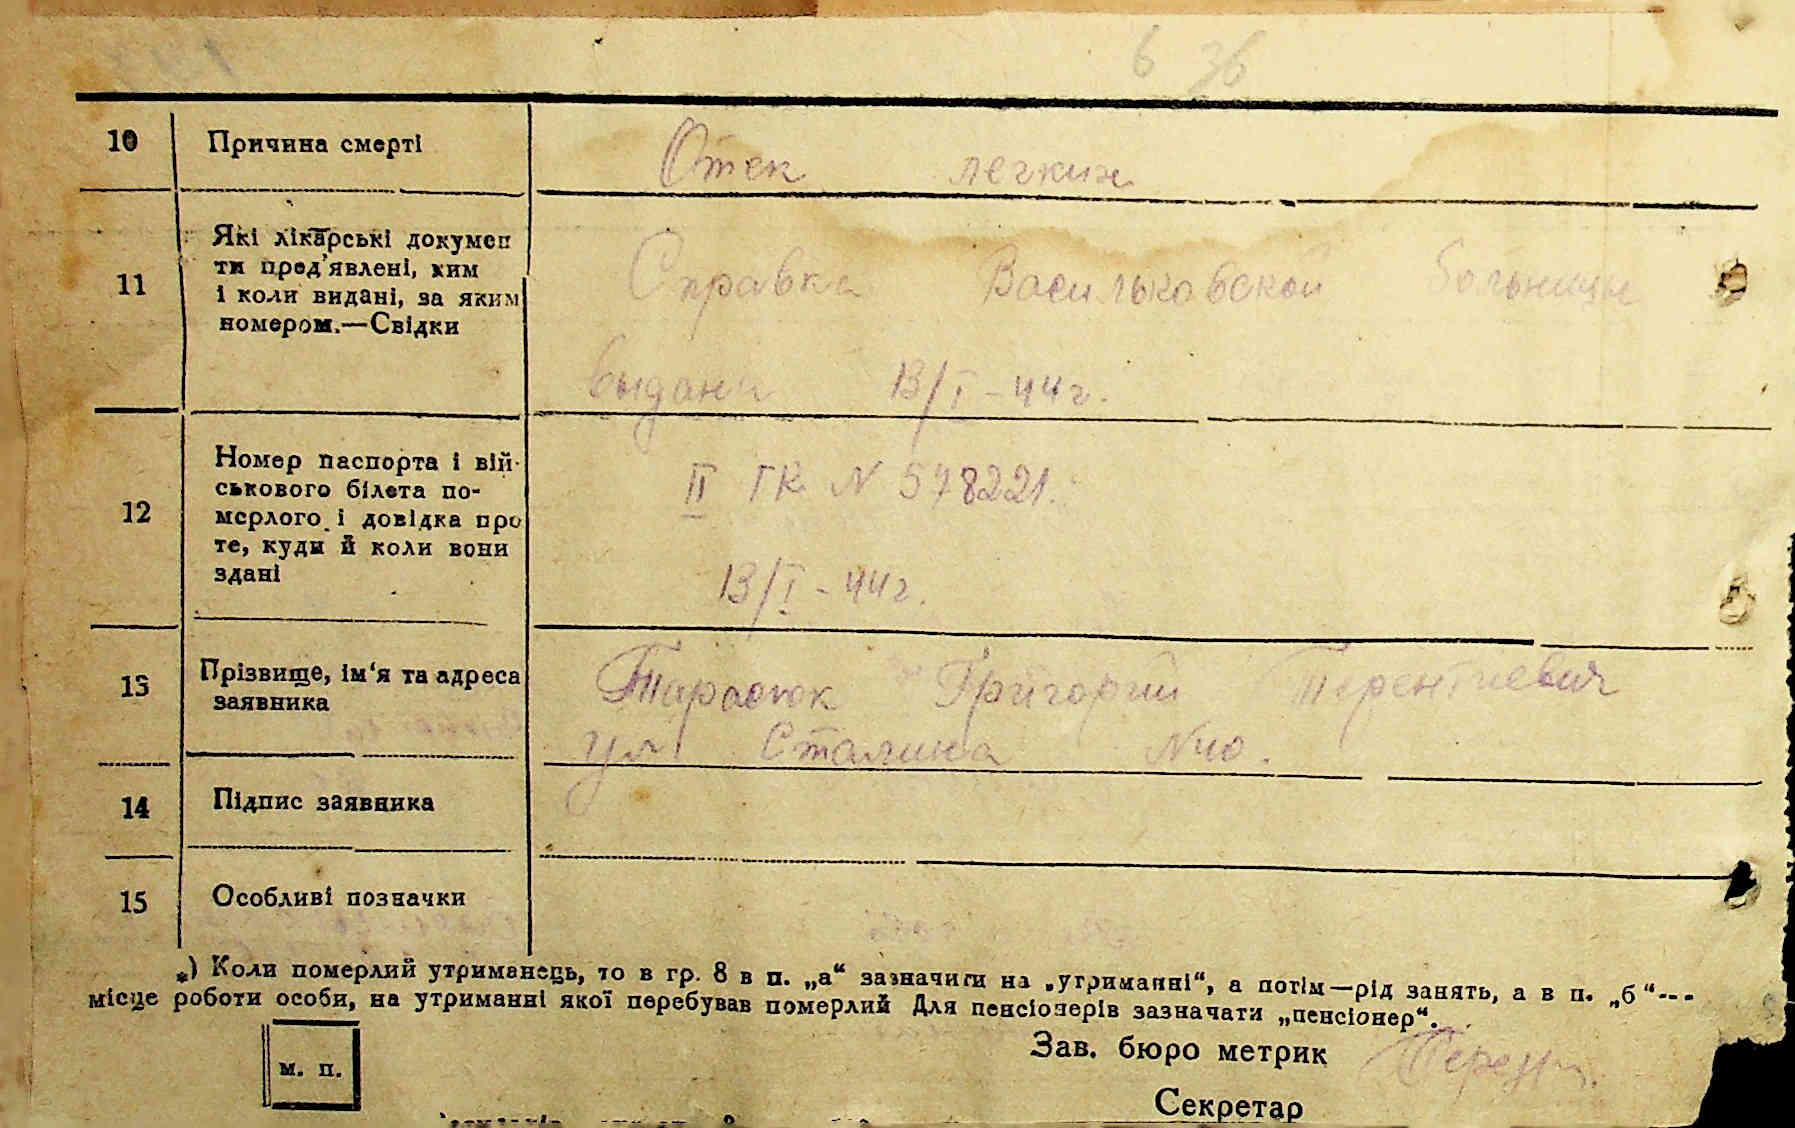 6 36
10 Причина смерті Отек легких
11 Які лікарські докумен
ти пред'явлені, ким
і коли видані, за яким
номером.—Свідки
Справка Васильковской больницы
выдана 13/I-44г.
12 Номер паспорта і вій-
ськового білета по-
мерлого і довідка про
те, куди й коли вони
здані
II ГК N 578221.
13/I-44г.
13 Прізвище, ім'я та адреса
заявника
Тарасюк Григорий Терентиевич
ул Сталина N40.
14 Підпис заявника
15 Особливі позначки
*) Коли померлий утриманець, то в гр. 8 в п. „а“ зазначити на „утриманні“, а потім—рід занять, а в п. „б“---
місце роботи особи, на утриманні якої перебував померлий Для пенсіонерів зазначати „пенсіонер“.
м. п.
Зав. бюро метрик
Секретар